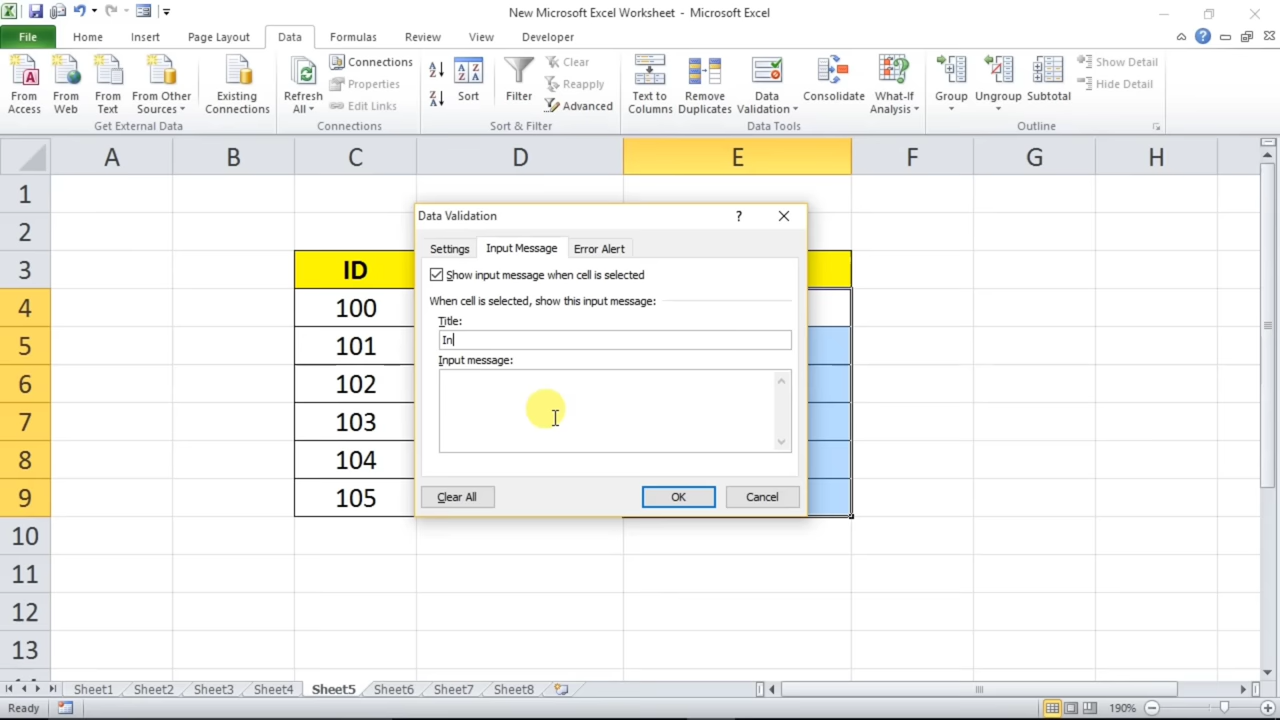 New Microsoft Excel Worksheet - Microsoft Excel
File Home Insert Page Layout Data Formulas Review View Developer
From Access
From Web
From Text
From Other Sources
Existing Connections
Get External Data
Refresh All
Connections
Properties
Edit Links
Connections
Sort
Filter
Clear
Reapply
Advanced
Sort & Filter
Text to Columns
Remove Duplicates
Data Validation
Consolidate
What-If Analysis
Data Tools
Group
Ungroup
Subtotal
Show Detail
Hide Detail
Outline
A B C D E F G H
1
2
3 ID
4 100
5 101
6 102
7 103
8 104
9 105
10
11
12
13
Data Validation ?
Settings Input Message Error Alert
Show input message when cell is selected
When cell is selected, show this input message:
Title:
In
Input message:
Clear All OK Cancel
Sheet1 Sheet2 Sheet3 Sheet4 Sheet5 Sheet6 Sheet7 Sheet8
Ready 190%